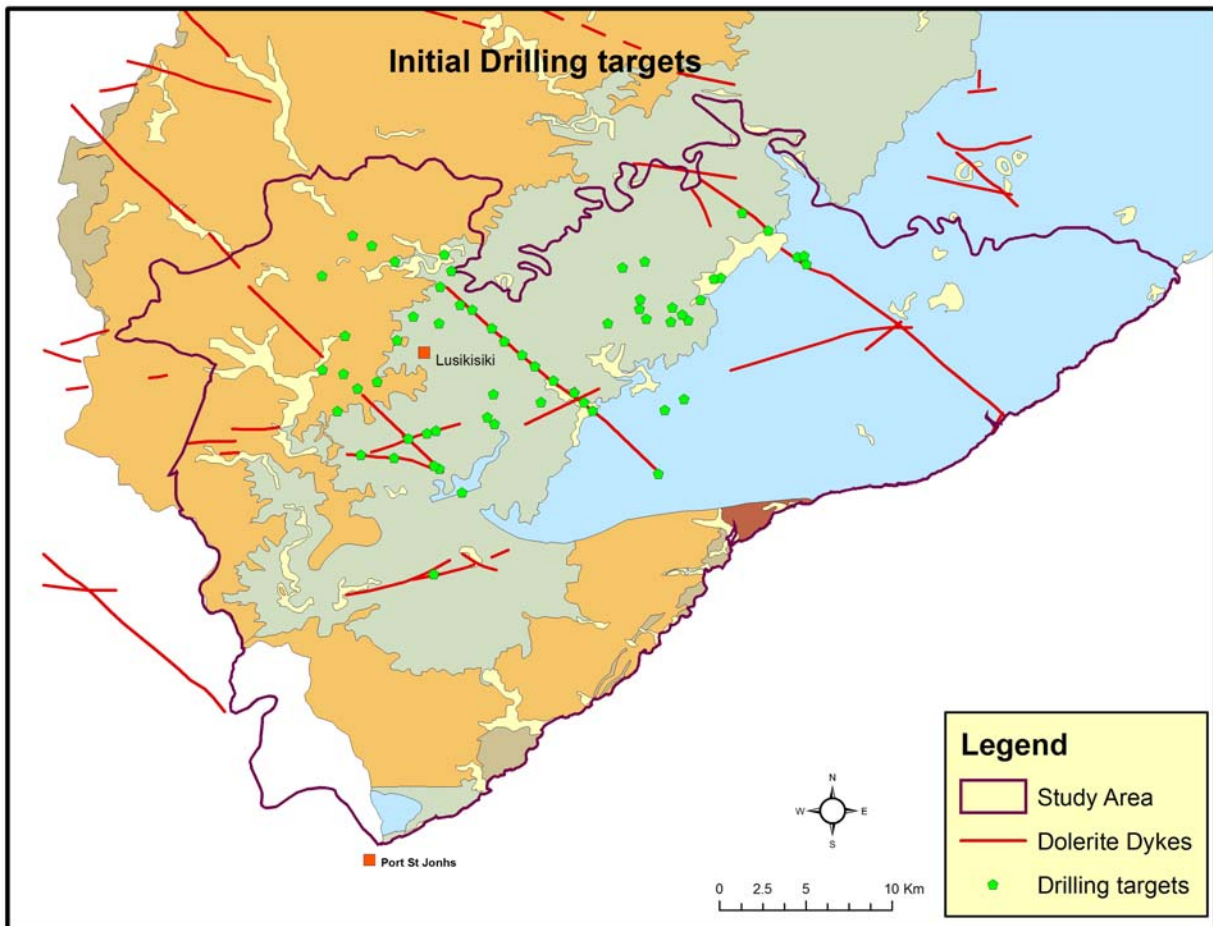 Initial Drilling targets
Lusikisiki
Port St Jonhs
N
W E
S
0 2.5 5 10 Km
Legend
Study Area
Dolerite Dykes
Drilling targets